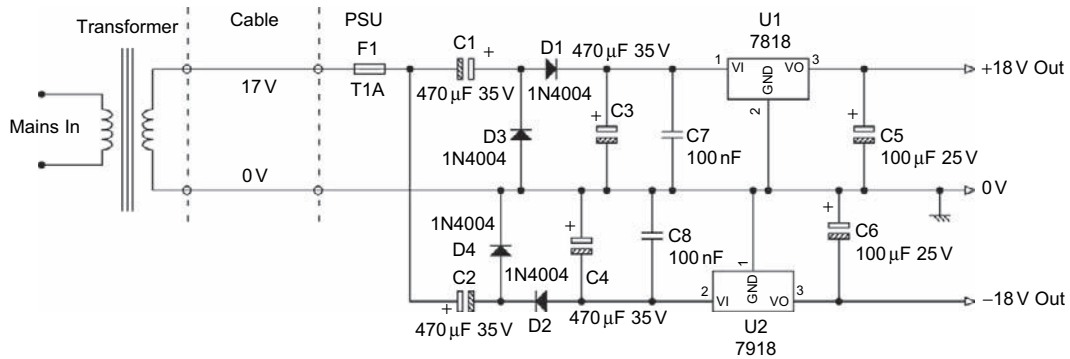 Transformer
Cable
PSU
F1
T1A
17 V
0 V
Mains In
C1
+
470 µF 35 V
D1
1N4004
D3
1N4004
470 µF 35 V
+
C3
C7
100 nF
U1
7818
1
VI
GND
VO
3
2
+
C5
100 µF 25 V
+18 V Out
0 V
1N4004
D4
C2
+
470 µF 35 V
1N4004
D2
+
C4
470 µF 35 V
C8
100 nF
1
2
VI
GND
VO
3
U2
7918
+
C6
100 µF 25 V
−18 V Out